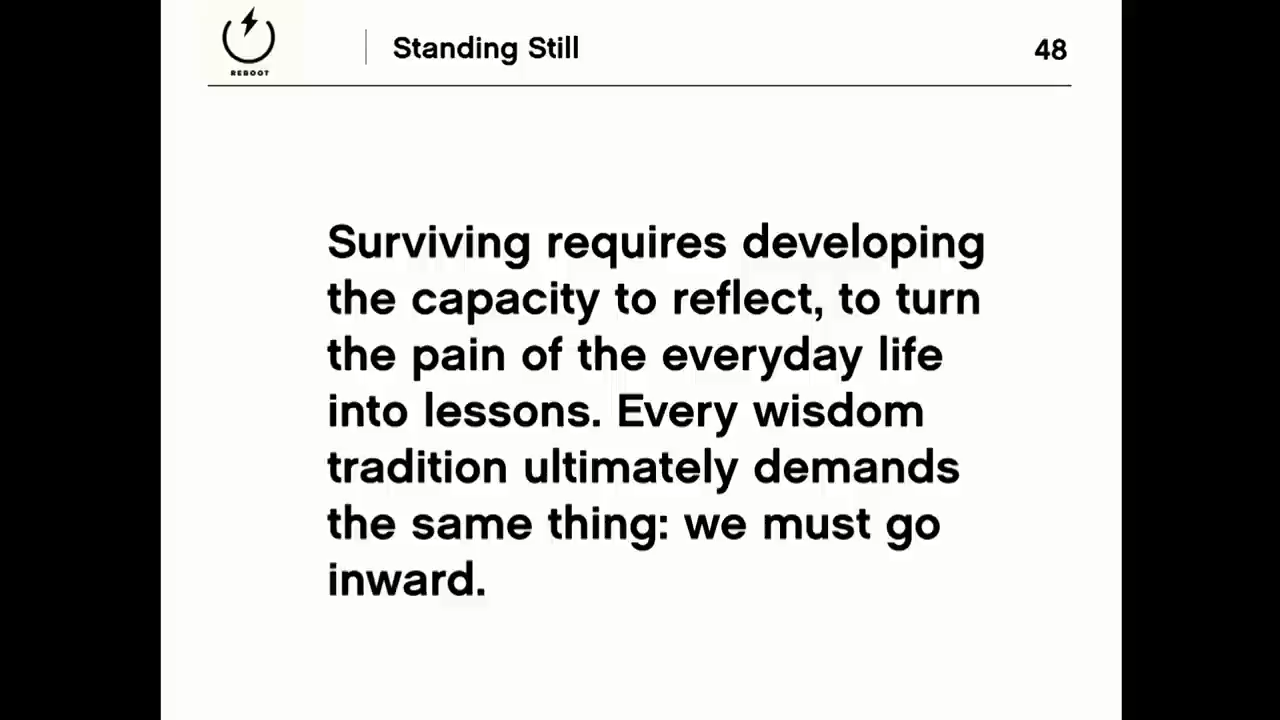 REBOOT
Standing Still
48
Surviving requires developing
the capacity to reflect, to turn
the pain of the everyday life
into lessons. Every wisdom
tradition ultimately demands
the same thing: we must go
inward.